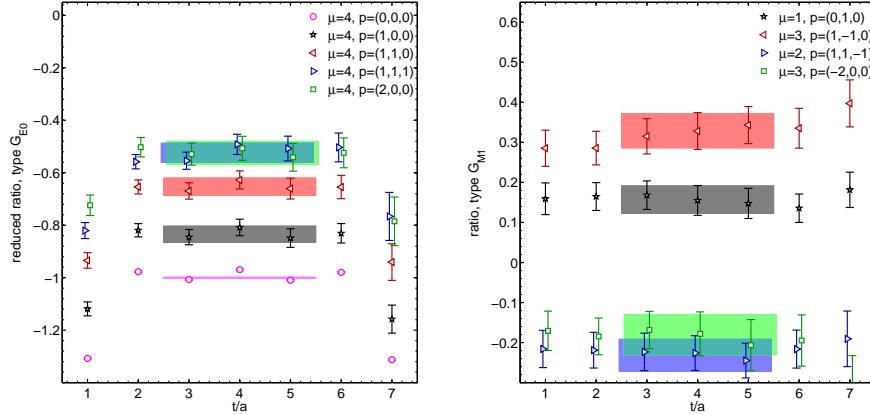 0
−0.2
−0.4
−0.6
−0.8
−1
−1.2
reduced ratio, type G_E0
μ=4, p=(0,0,0)
μ=4, p=(1,0,0)
μ=4, p=(1,1,0)
μ=4, p=(1,1,1)
μ=4, p=(2,0,0)
1 2 3 4 5 6 7
t/a
0.6
0.5
0.4
0.3
0.2
0.1
0
−0.1
−0.2
ratio, type G_M1
μ=1, p=(0,1,0)
μ=3, p=(1,−1,0)
μ=2, p=(1,1,−1)
μ=3, p=(−2,0,0)
1 2 3 4 5 6 7
t/a